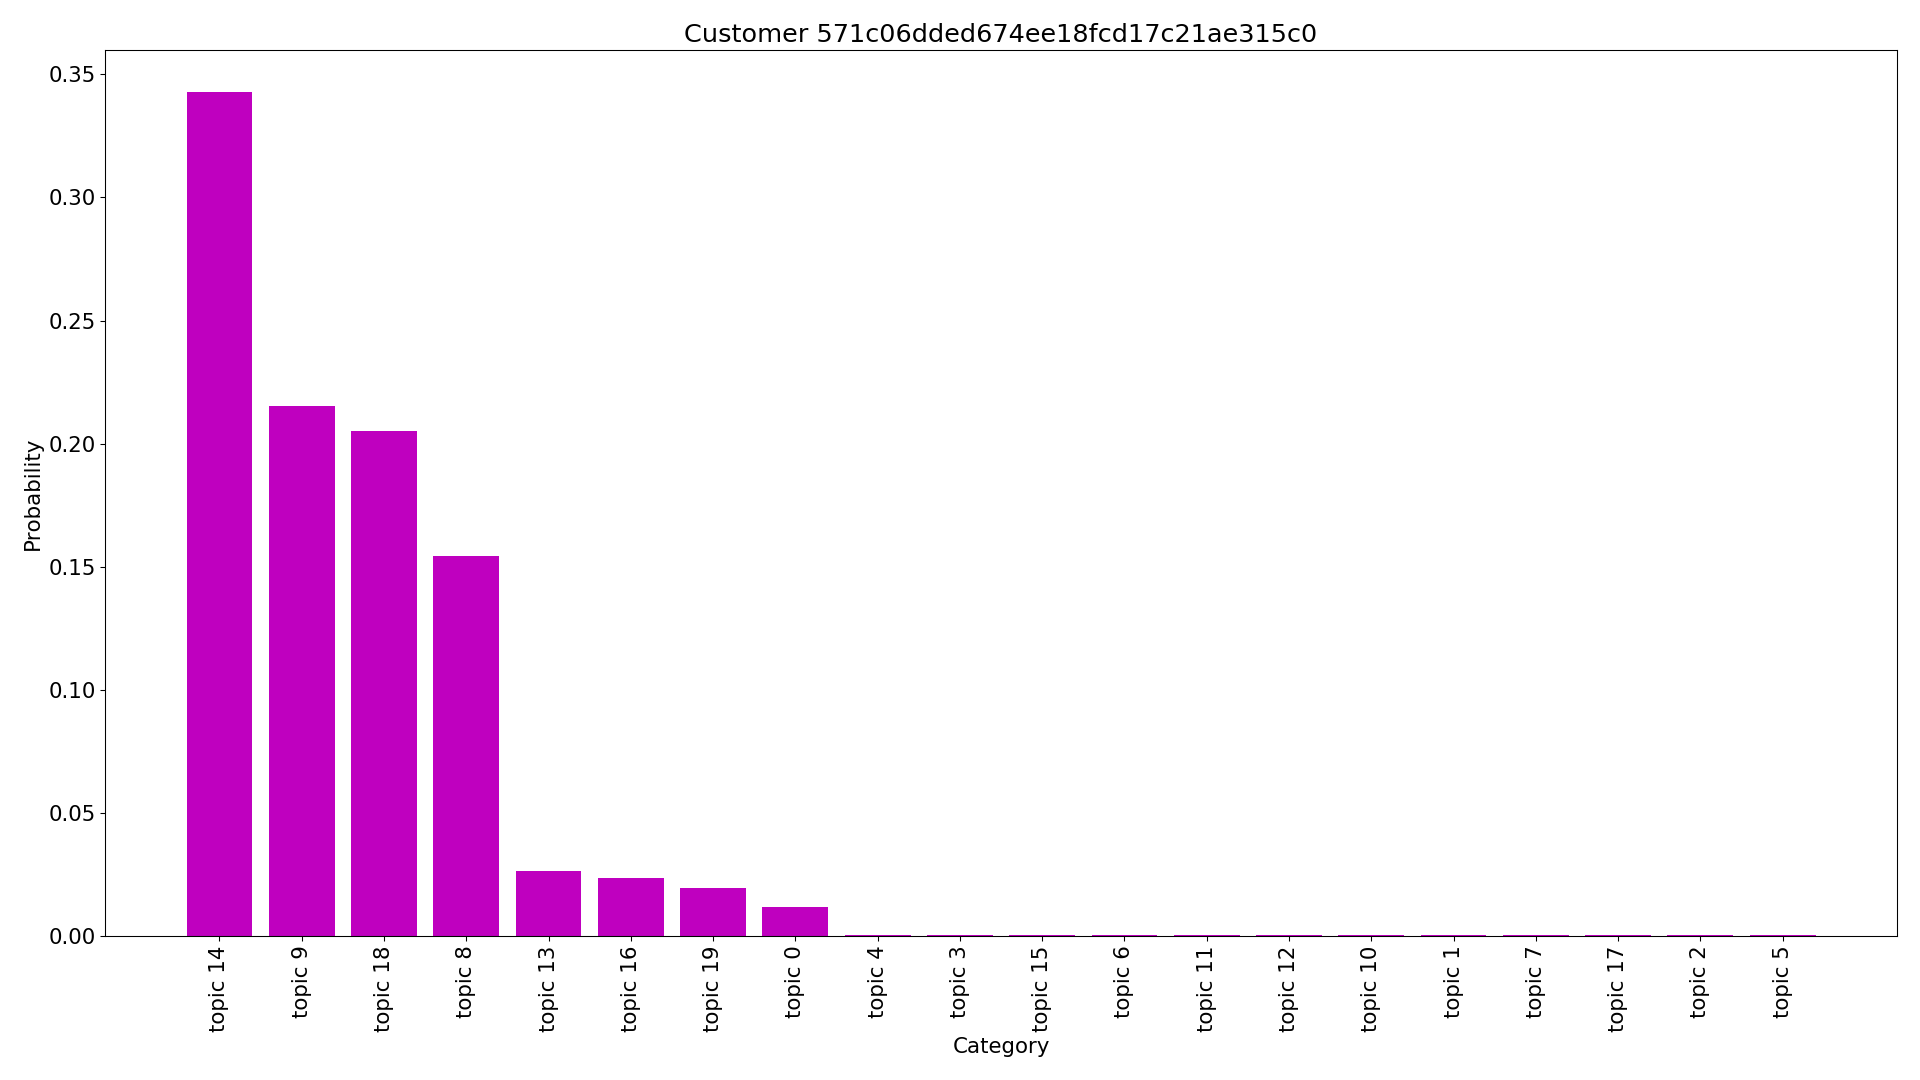 Customer 571c06dded674ee18fcd17c21ae315c0
Probability
0.35
0.30
0.25
0.20
0.15
0.10
0.05
0.00
topic 14
topic 9
topic 18
topic 8
topic 13
topic 16
topic 19
topic 0
topic 4
topic 3
topic 15
topic 6
topic 11
topic 12
topic 10
topic 1
topic 7
topic 17
topic 2
topic 5
Category